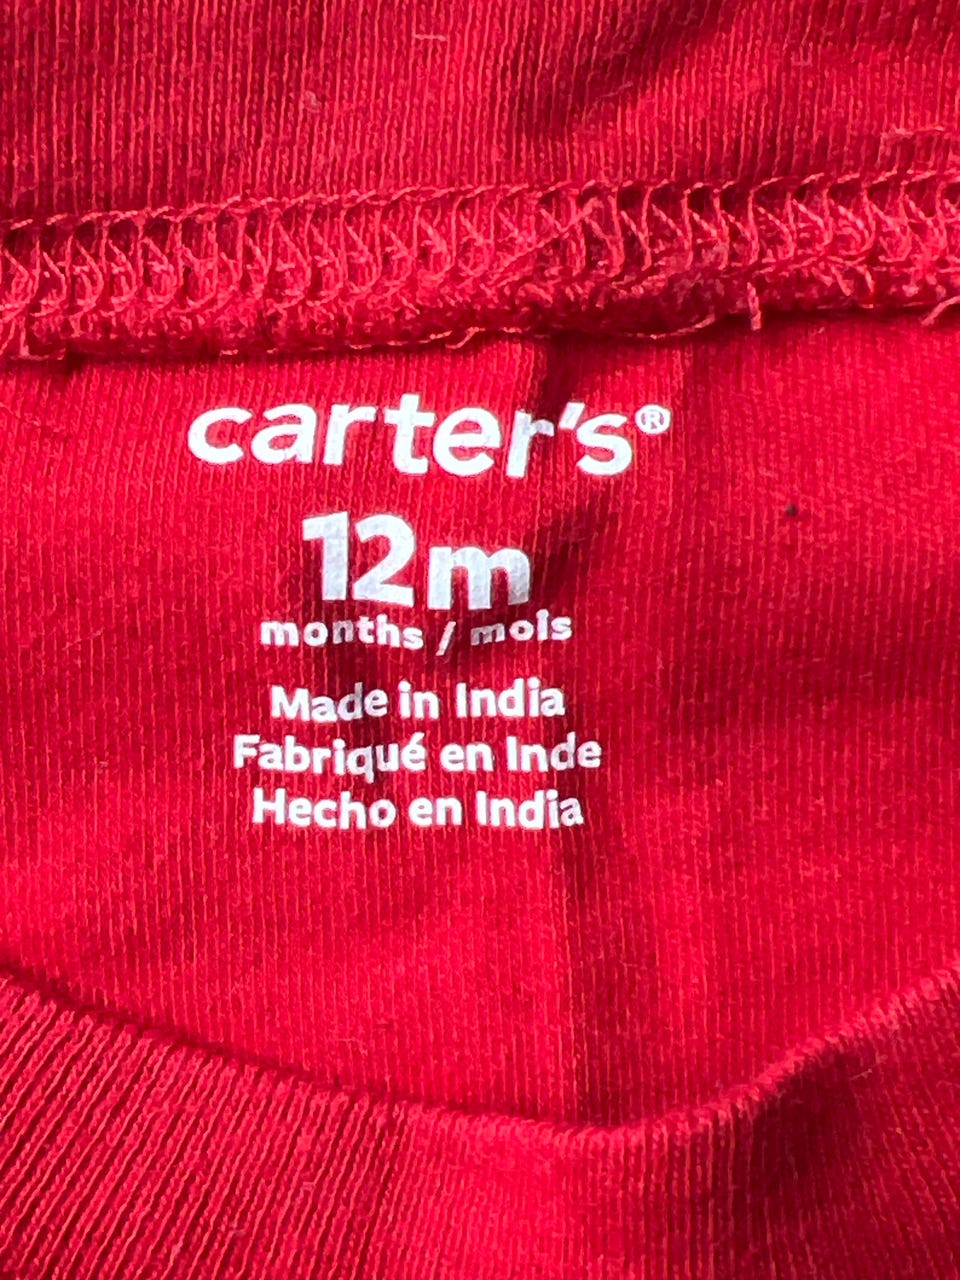 carter's®
12m
months / mois
Made in India
Fabriqué en Inde
Hecho en India